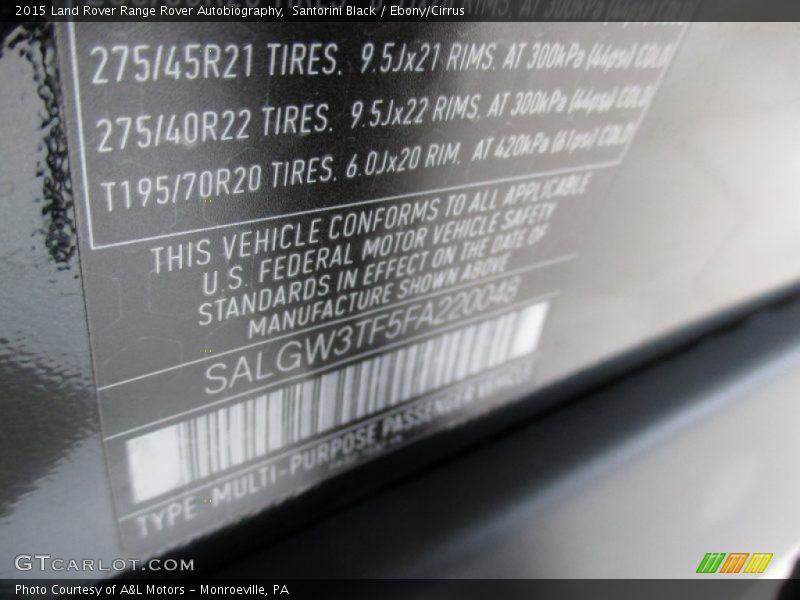 2015 Land Rover Range Rover Autobiography, Santorini Black / Ebony/Cirrus
275/45R21 TIRES. 9.5Jx21 RIMS. AT 300kPa (44psi) COLD
275/40R22 TIRES. 9.5Jx22 RIMS. AT 300kPa (44psi) COLD
T195/70R20 TIRES. 6.0Jx20 RIM. AT 420kPa (61psi) COLD
THIS VEHICLE CONFORMS TO ALL APPLICABLE
U.S. FEDERAL MOTOR VEHICLE SAFETY
STANDARDS IN EFFECT ON THE DATE OF
MANUFACTURE SHOWN ABOVE
SALGW3TF5FA220048
TYPE MULTI-PURPOSE PASSENGER VEHICLE
GTCARLOT.COM
Photo Courtesy of A&L Motors - Monroeville, PA